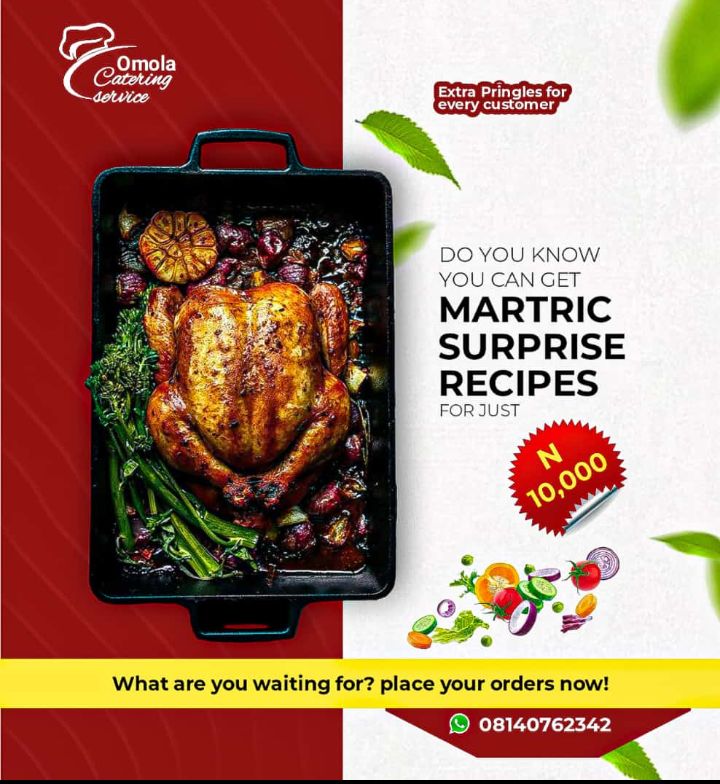 Omola
Catering
service
Extra Pringles for
every customer
DO YOU KNOW
YOU CAN GET
MARTRIC
SURPRISE
RECIPES
FOR JUST
N
10,000
What are you waiting for? place your orders now!
08140762342